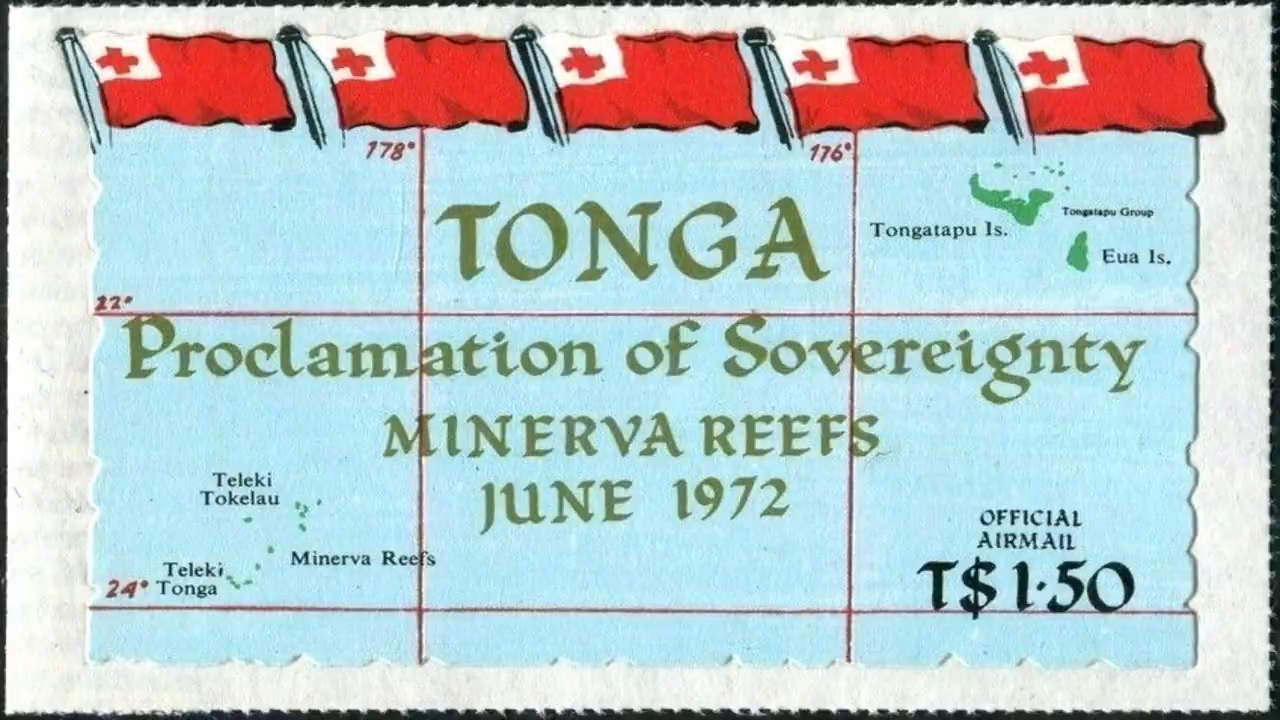 178°
176°
TONGA
Tongatapu Group
Tongatapu Is.
Eua Is.
22°
Proclamation of Sovereignty
MINERVA REEFS
JUNE 1972
Teleki
Tokelau
Minerva Reefs
Teleki
Tonga
24°
OFFICIAL
AIRMAIL
T$1·50